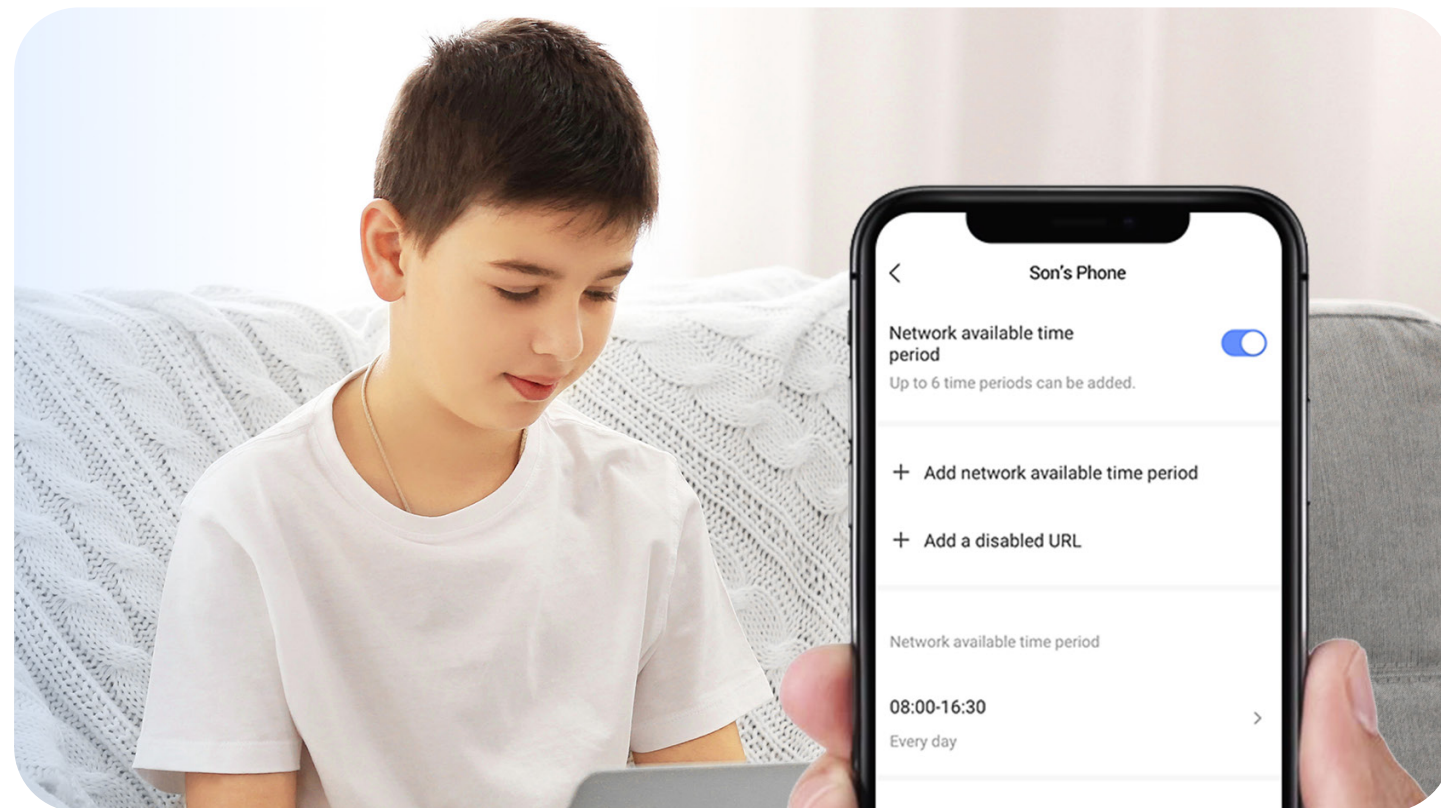 Son's Phone
Network available time
period
Up to 6 time periods can be added.
+ Add network available time period
+ Add a disabled URL
Network available time period
08:00-16:30
Every day